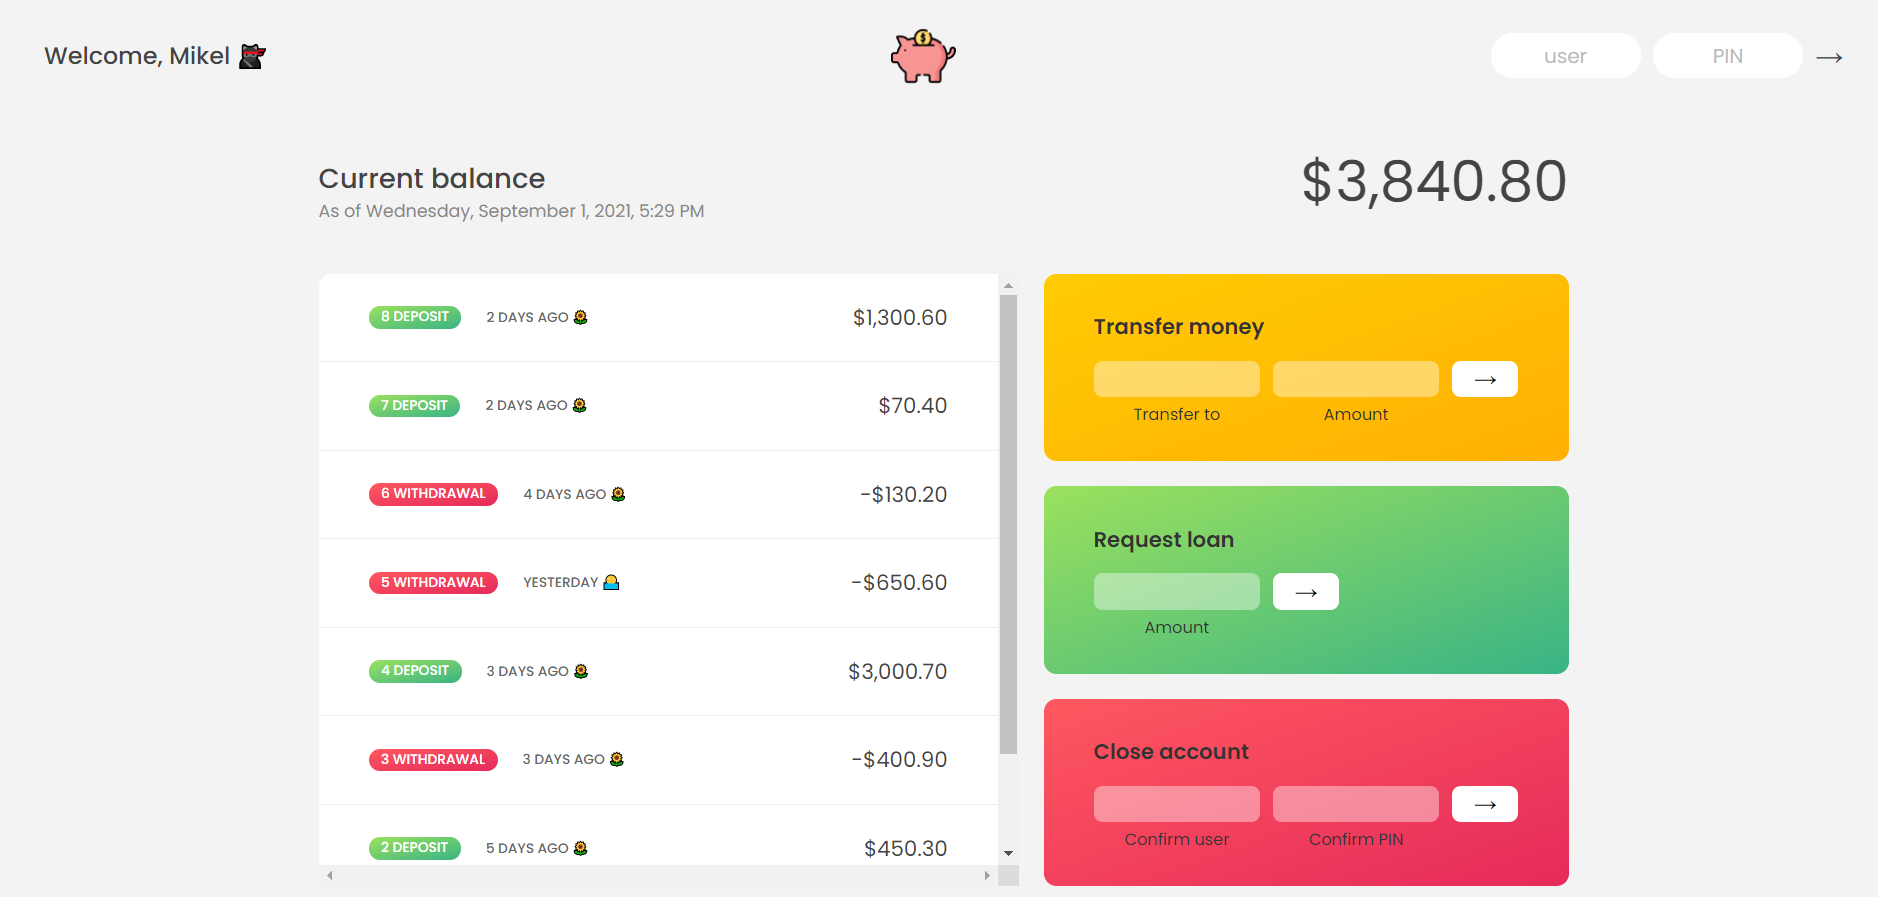 Welcome, Mikel
$
user
PIN
→
Current balance
As of Wednesday, September 1, 2021, 5:29 PM
$3,840.80
8 DEPOSIT 2 DAYS AGO $1,300.60
7 DEPOSIT 2 DAYS AGO $70.40
6 WITHDRAWAL 4 DAYS AGO -$130.20
5 WITHDRAWAL YESTERDAY -$650.60
4 DEPOSIT 3 DAYS AGO $3,000.70
3 WITHDRAWAL 3 DAYS AGO -$400.90
2 DEPOSIT 5 DAYS AGO $450.30
Transfer money
→
Transfer to Amount
Request loan
→
Amount
Close account
→
Confirm user Confirm PIN